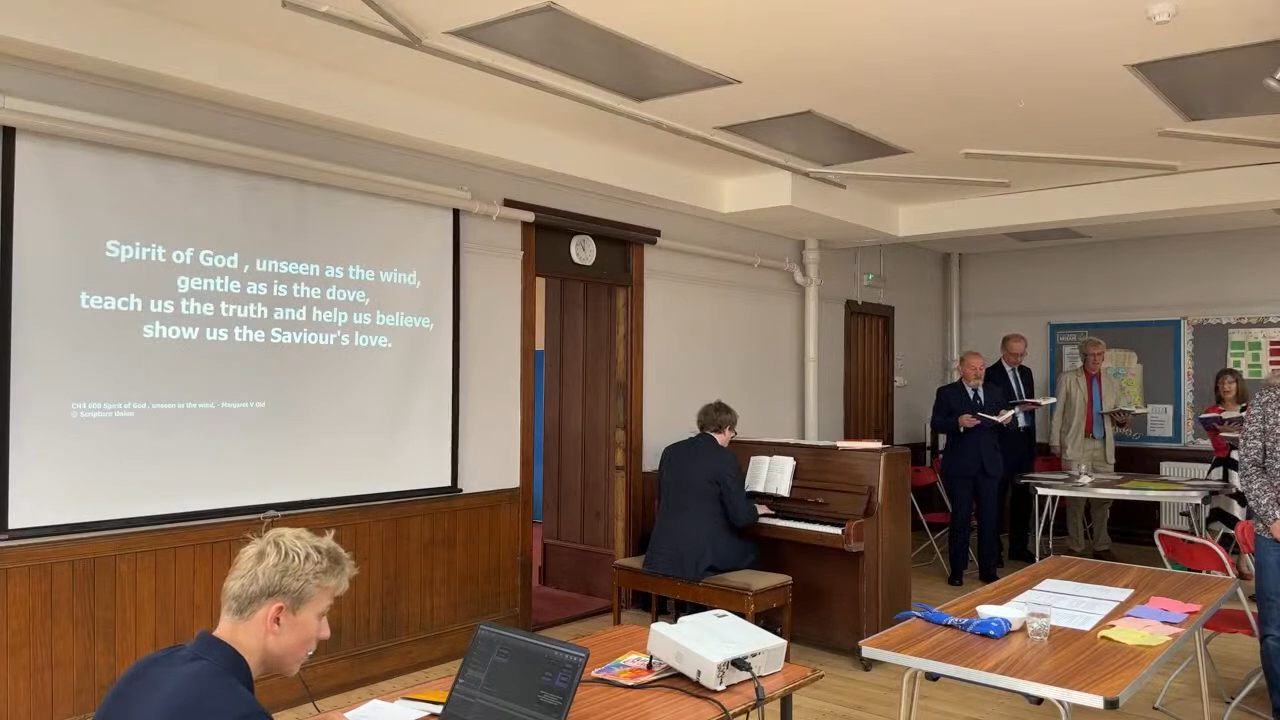 Spirit of God , unseen as the wind,
gentle as is the dove,
teach us the truth and help us believe,
show us the Saviour's love.
CH4 600 Spirit of God , unseen as the wind, - Margaret V Old
© Scripture Union